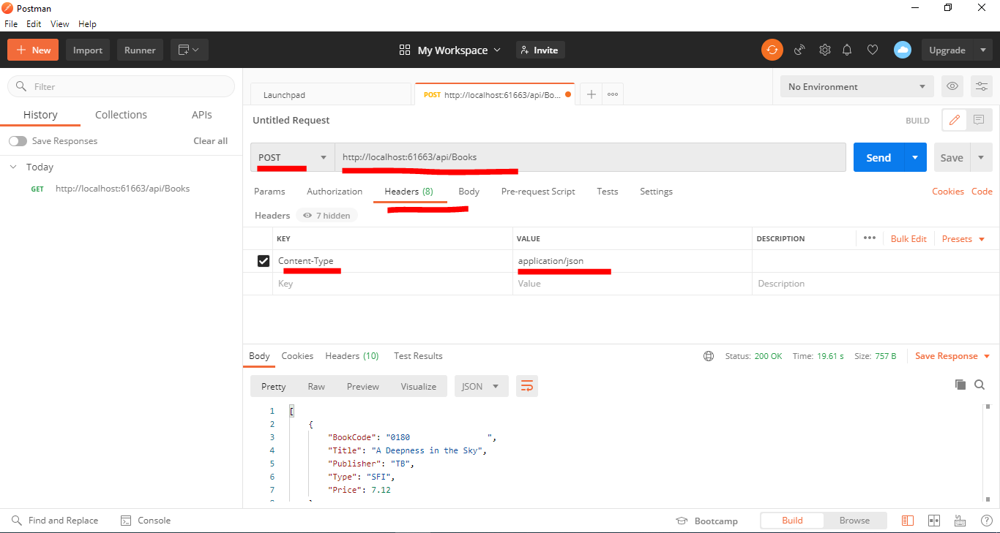 Postman
File Edit View Help
New Import Runner My Workspace Invite Upgrade
Filter
History Collections APIs
Save Responses Clear all
Today
GET http://localhost:61663/api/Books
Launchpad POST http://localhost:61663/api/Bo... No Environment
Untitled Request BUILD
POST http://localhost:61663/api/Books Send Save
Params Authorization Headers (8) Body Pre-request Script Tests Settings Cookies Code
Headers 7 hidden
KEY VALUE DESCRIPTION Bulk Edit Presets
Content-Type application/json
Key Value Description
Body Cookies Headers (10) Test Results Status: 200 OK Time: 19.61 s Size: 757 B Save Response
Pretty Raw Preview Visualize JSON
1 [
2 {
3 "BookCode": "0180                ",
4 "Title": "A Deepness in the Sky",
5 "Publisher": "TB",
6 "Type": "SFI",
7 "Price": 7.12
Find and Replace Console Bootcamp Build Browse